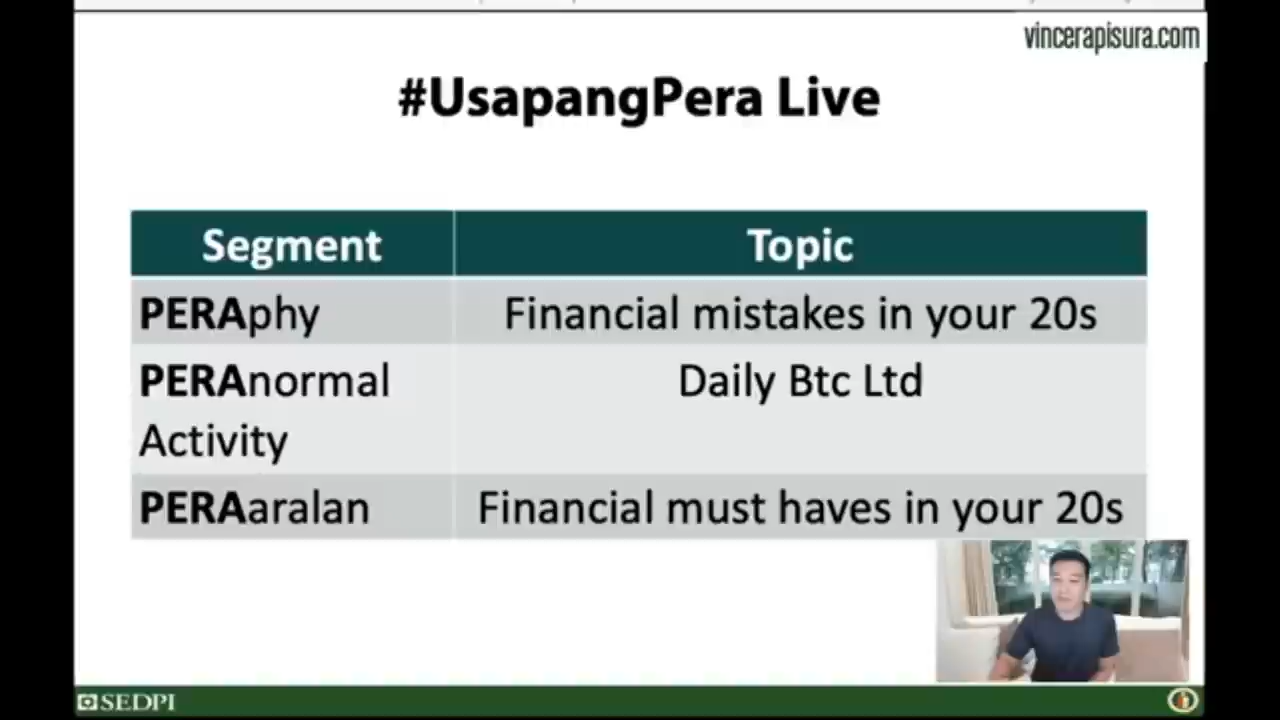 vincerapisura.com
#UsapangPera Live
Segment Topic
PERAphy Financial mistakes in your 20s
PERAnormal Daily Btc Ltd
Activity
PERAaralan Financial must haves in your 20s
SEDPI